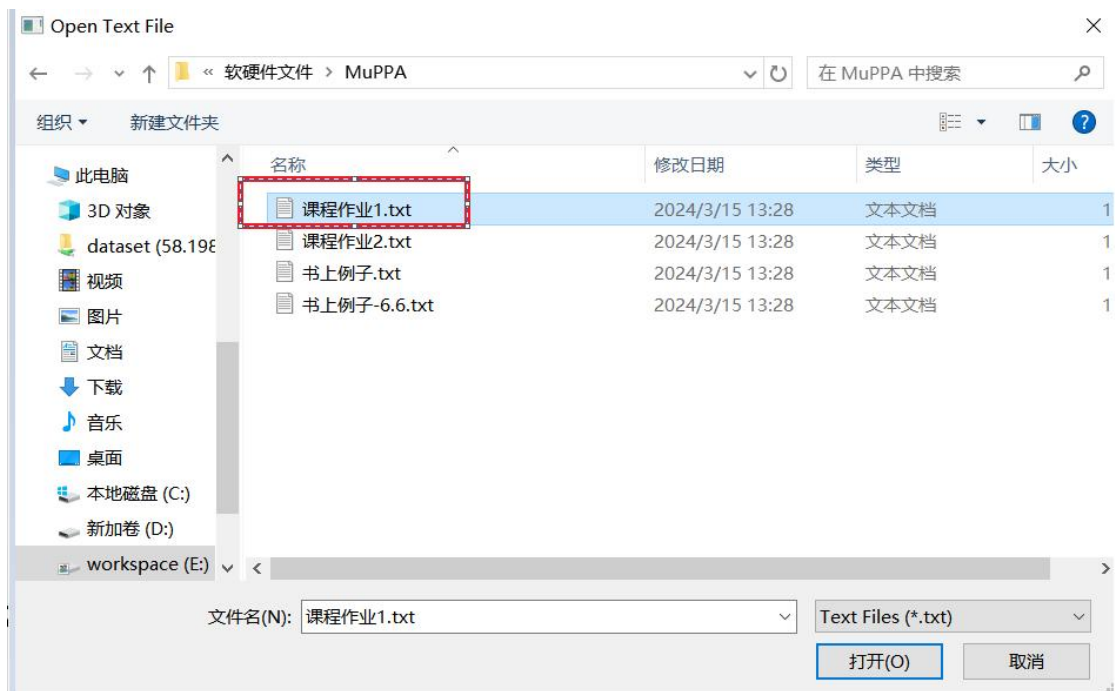 Open Text File
« 软硬件文件 > MuPPA
在 MuPPA 中搜索
组织 新建文件夹
名称 修改日期 类型 大小
此电脑
3D 对象
dataset (58.198
视频
图片
文档
下载
音乐
桌面
本地磁盘 (C:)
新加卷 (D:)
workspace (E:)
课程作业1.txt 2024/3/15 13:28 文本文档 1
课程作业2.txt 2024/3/15 13:28 文本文档 1
书上例子.txt 2024/3/15 13:28 文本文档 1
书上例子-6.6.txt 2024/3/15 13:28 文本文档 1
文件名(N): 课程作业1.txt Text Files (*.txt)
打开(O) 取消